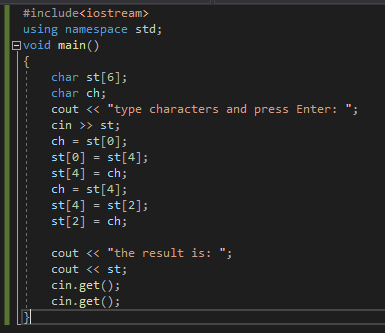 #include<iostream>
using namespace std;
void main()
{
char st[6];
char ch;
cout << "type characters and press Enter: ";
cin >> st;
ch = st[0];
st[0] = st[4];
st[4] = ch;
ch = st[4];
st[4] = st[2];
st[2] = ch;
cout << "the result is: ";
cout << st;
cin.get();
cin.get();
}